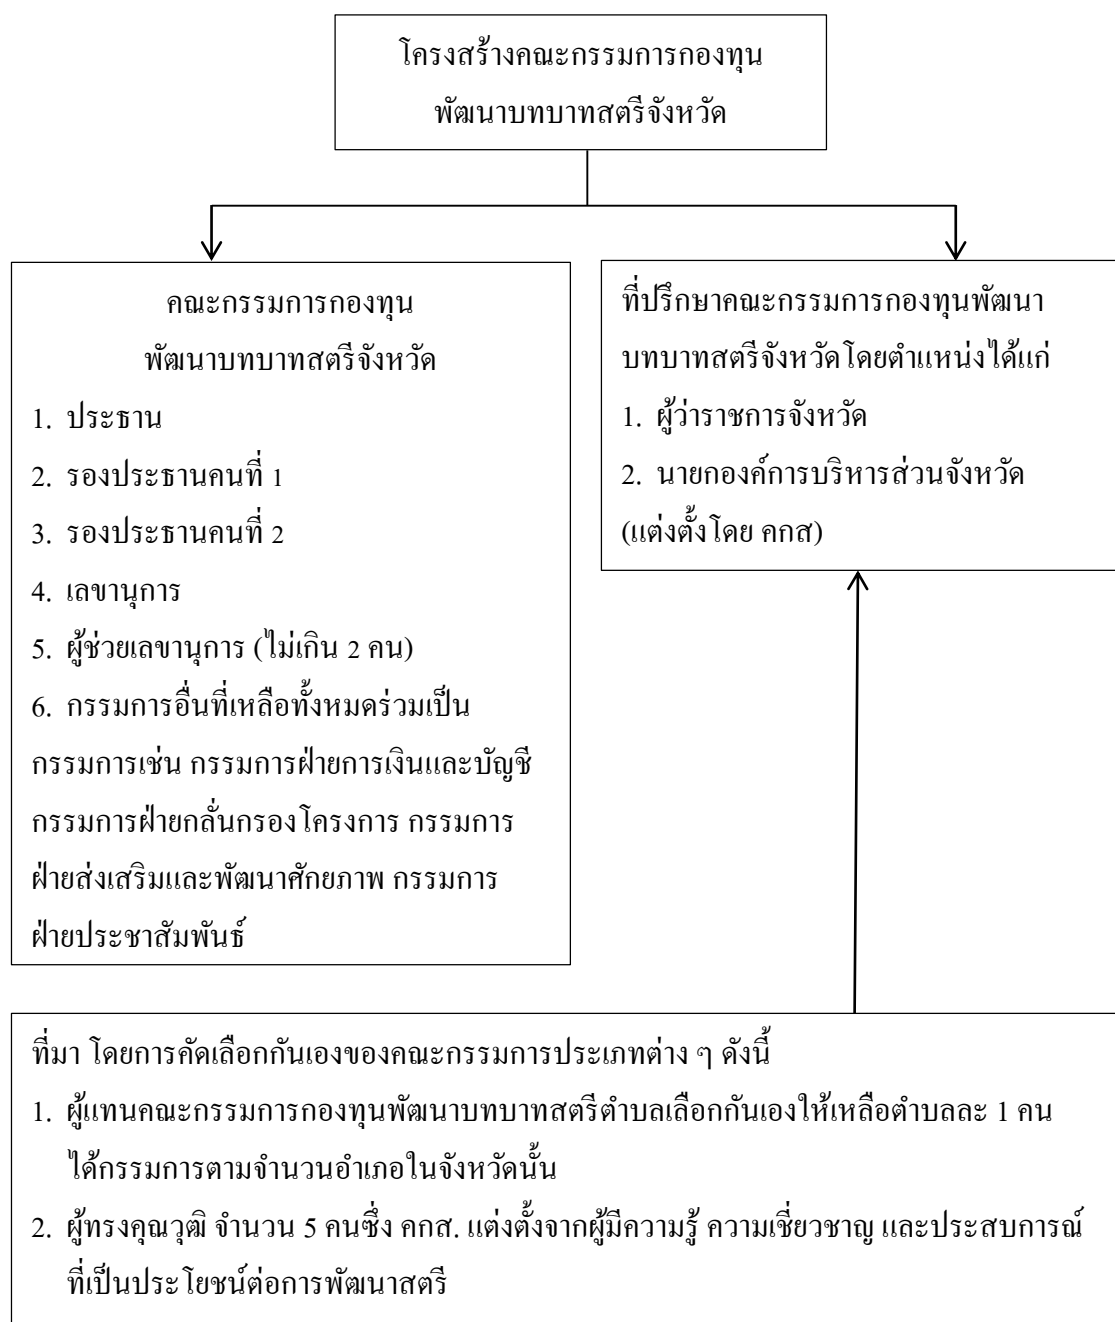 โครงสร้างคณะกรรมการกองทุน
พัฒนาบทบาทสตรีจังหวัด
คณะกรรมการกองทุน
พัฒนาบทบาทสตรีจังหวัด
1. ประธาน
2. รองประธานคนที่ 1
3. รองประธานคนที่ 2
4. เลขานุการ
5. ผู้ช่วยเลขานุการ (ไม่เกิน 2 คน)
6. กรรมการอื่นที่เหลือทั้งหมดร่วมเป็น
กรรมการเช่น กรรมการฝ่ายการเงินและบัญชี
กรรมการฝ่ายกลั่นกรองโครงการ กรรมการ
ฝ่ายส่งเสริมและพัฒนาศักยภาพ กรรมการ
ฝ่ายประชาสัมพันธ์
ที่ปรึกษาคณะกรรมการกองทุนพัฒนา
บทบาทสตรีจังหวัดโดยตำแหน่งได้แก่
1. ผู้ว่าราชการจังหวัด
2. นายกองค์การบริหารส่วนจังหวัด
(แต่งตั้งโดย คกส)
ที่มา โดยการคัดเลือกกันเองของคณะกรรมการประเภทต่าง ๆ ดังนี้
1. ผู้แทนคณะกรรมการกองทุนพัฒนาบทบาทสตรีตำบลเลือกกันเองให้เหลือตำบลละ 1 คน
ได้กรรมการตามจำนวนอำเภอในจังหวัดนั้น
2. ผู้ทรงคุณวุฒิ จำนวน 5 คนซึ่ง คกส. แต่งตั้งจากผู้มีความรู้ ความเชี่ยวชาญ และประสบการณ์
ที่เป็นประโยชน์ต่อการพัฒนาสตรี